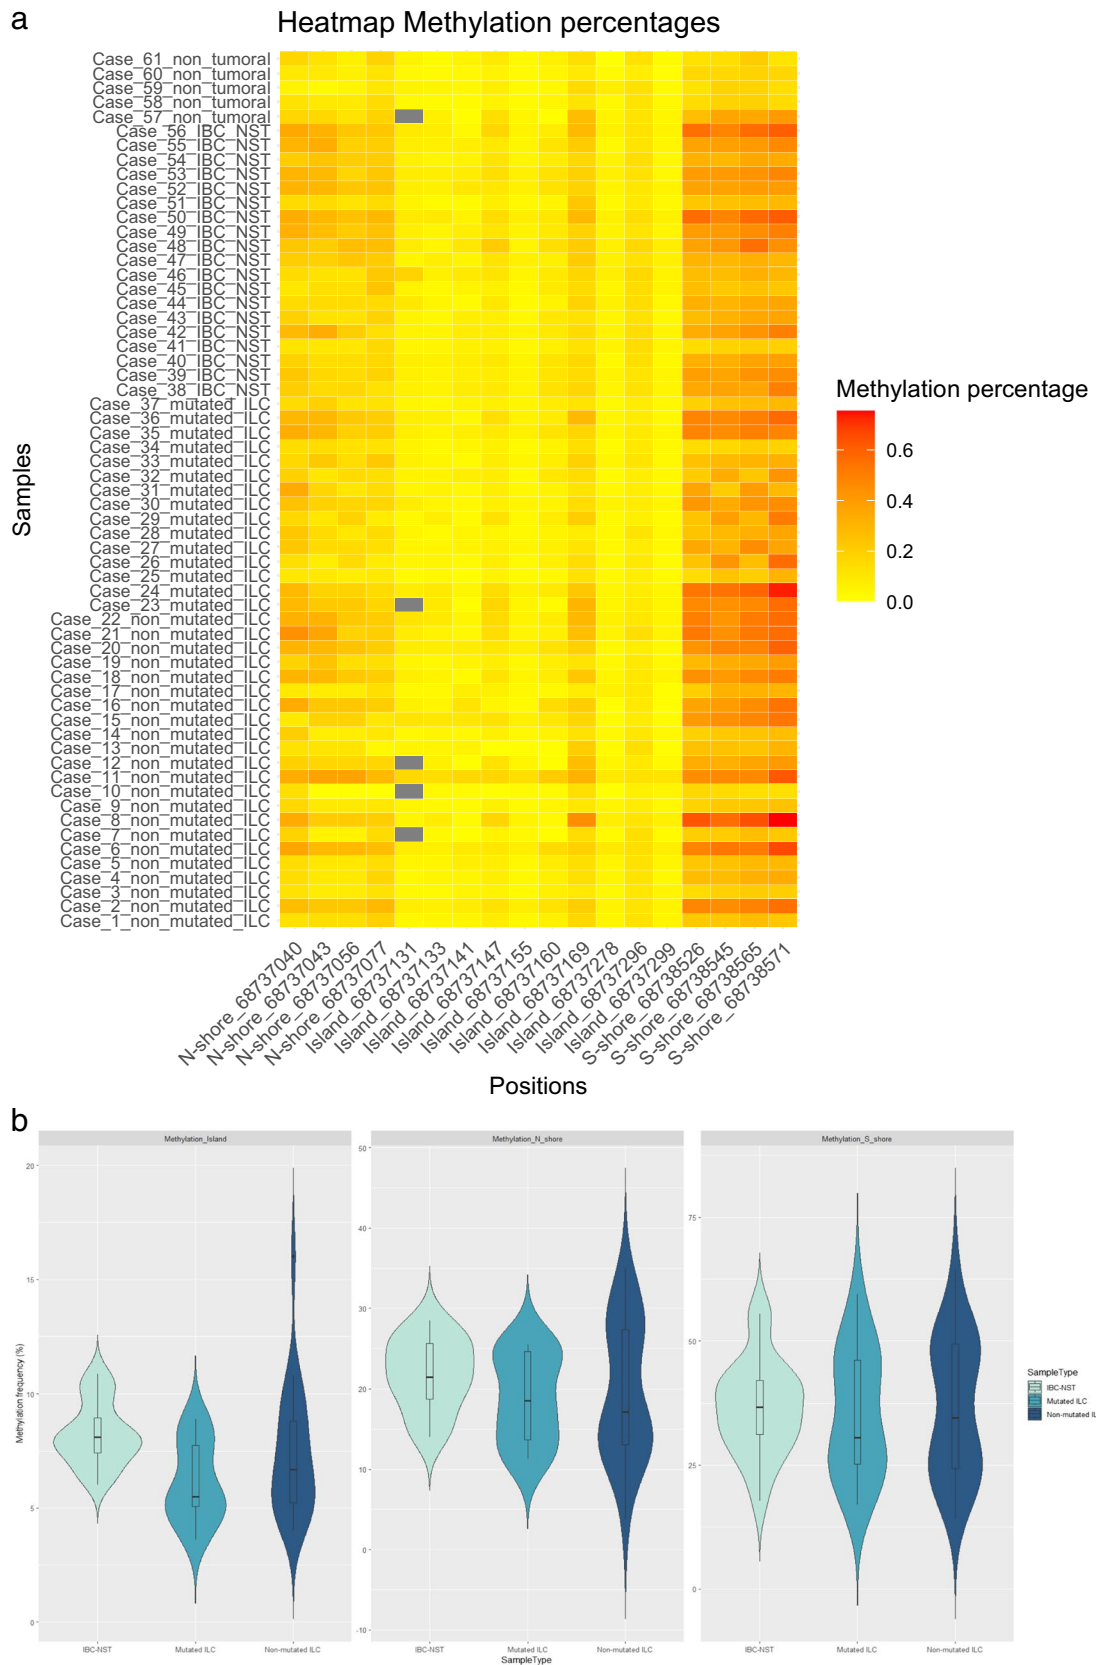 a
Heatmap Methylation percentages
Case_61_non_tumoral
Case_60_non_tumoral
Case_59_non_tumoral
Case_58_non_tumoral
Case_57_non_tumoral
Case_56_IBC_NST
Case_55_IBC_NST
Case_54_IBC_NST
Case_53_IBC_NST
Case_52_IBC_NST
Case_51_IBC_NST
Case_50_IBC_NST
Case_49_IBC_NST
Case_48_IBC_NST
Case_47_IBC_NST
Case_46_IBC_NST
Case_45_IBC_NST
Case_44_IBC_NST
Case_43_IBC_NST
Case_42_IBC_NST
Case_41_IBC_NST
Case_40_IBC_NST
Case_39_IBC_NST
Case_38_IBC_NST
Case_37_mutated_ILC
Case_36_mutated_ILC
Case_35_mutated_ILC
Case_34_mutated_ILC
Case_33_mutated_ILC
Case_32_mutated_ILC
Case_31_mutated_ILC
Case_30_mutated_ILC
Case_29_mutated_ILC
Case_28_mutated_ILC
Case_27_mutated_ILC
Case_26_mutated_ILC
Case_25_mutated_ILC
Case_24_mutated_ILC
Case_23_mutated_ILC
Case_22_non_mutated_ILC
Case_21_non_mutated_ILC
Case_20_non_mutated_ILC
Case_19_non_mutated_ILC
Case_18_non_mutated_ILC
Case_17_non_mutated_ILC
Case_16_non_mutated_ILC
Case_15_non_mutated_ILC
Case_14_non_mutated_ILC
Case_13_non_mutated_ILC
Case_12_non_mutated_ILC
Case_11_non_mutated_ILC
Case_10_non_mutated_ILC
Case_9_non_mutated_ILC
Case_8_non_mutated_ILC
Case_7_non_mutated_ILC
Case_6_non_mutated_ILC
Case_5_non_mutated_ILC
Case_4_non_mutated_ILC
Case_3_non_mutated_ILC
Case_2_non_mutated_ILC
Case_1_non_mutated_ILC
Samples
N-shore_68737040
N-shore_68737043
N-shore_68737056
N-shore_68737077
Island_68737131
Island_68737133
Island_68737141
Island_68737147
Island_68737155
Island_68737160
Island_68737169
Island_68737278
Island_68737296
Island_68737299
S-shore_68738526
S-shore_68738545
S-shore_68738565
S-shore_68738571
Positions
Methylation percentage
0.6
0.4
0.2
0.0
b
Methylation_Island
Methylation_N_shore
Methylation_S_shore
Methylation frequency (%)
20
15
10
5
0
50
40
30
20
10
0
-10
75
50
25
0
IBC-NST
Mutated ILC
Non-mutated ILC
IBC-NST
Mutated ILC
Non-mutated ILC
IBC-NST
Mutated ILC
Non-mutated ILC
SampleType
SampleType
IBC-NST
Mutated ILC
Non-mutated IL